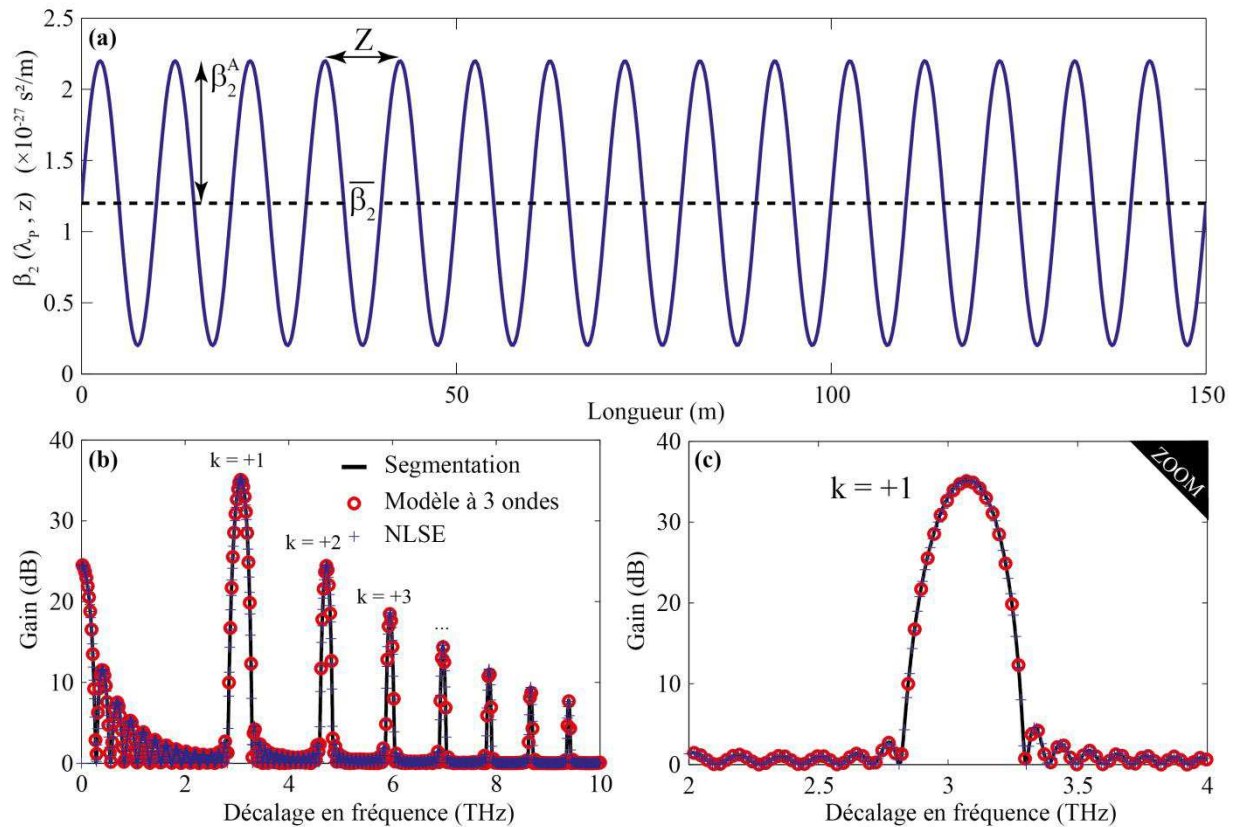 (a)
Z
β₂ᴬ
β̅₂
β₂ (λₚ , z) (×10⁻²⁷ s²/m)
2.5
2
1.5
1
0.5
0
0
50
100
150
Longueur (m)
(b)
k = +1
k = +2
k = +3
...
Segmentation
Modèle à 3 ondes
NLSE
Gain (dB)
40
30
20
10
0
0
2
4
6
8
10
Décalage en fréquence (THz)
(c)
ZOOM
k = +1
Gain (dB)
40
30
20
10
0
2
2.5
3
3.5
4
Décalage en fréquence (THz)